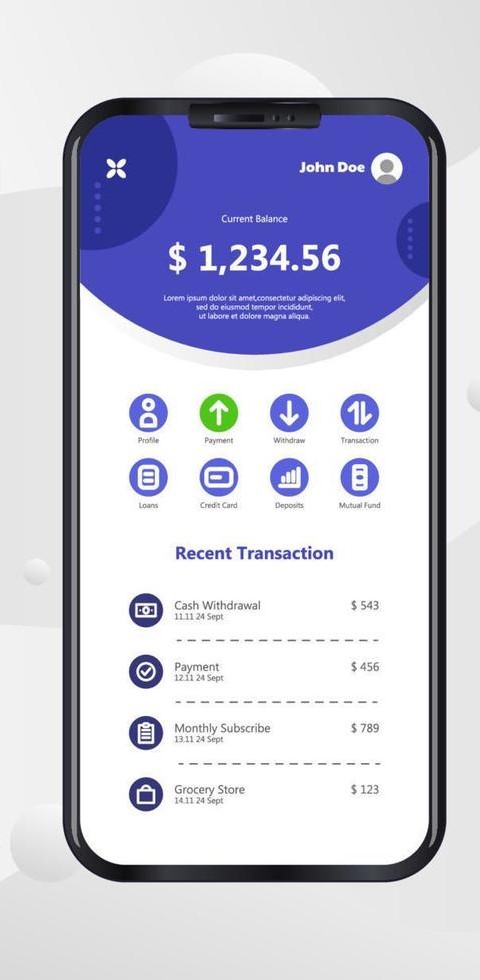 John Doe
Current Balance
$ 1,234.56
Lorem ipsum dolor sit amet,consectetur adipiscing elit,
sed do eiusmod tempor incididunt,
ut labore et dolore magna aliqua.
Profile Payment Withdraw Transaction
Loans Credit Card Deposits Mutual Fund
Recent Transaction
Cash Withdrawal $ 543
11.11 24 Sept
Payment $ 456
12.11 24 Sept
Monthly Subscribe $ 789
13.11 24 Sept
Grocery Store $ 123
14.11 24 Sept